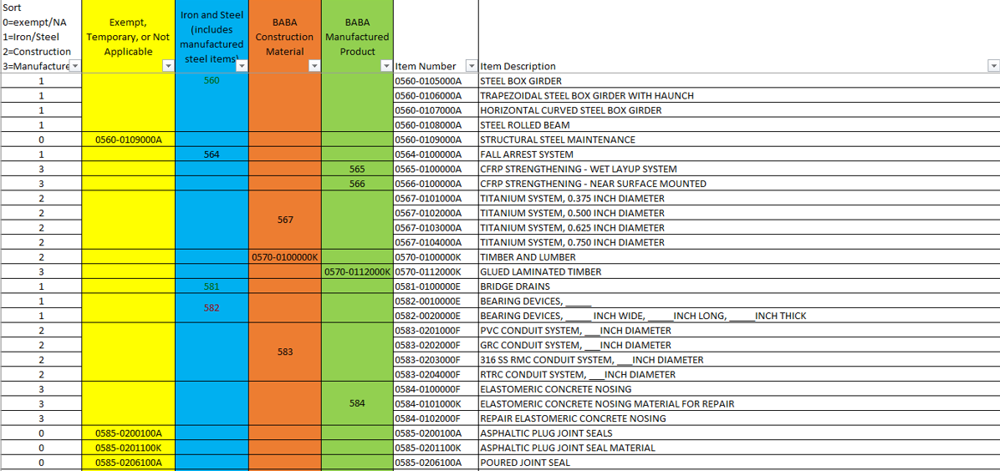 Sort
0=exempt/NA
1=Iron/Steel
2=Construction
3=Manufacture
Exempt,
Temporary, or Not
Applicable
Iron and Steel
(includes
manufactured
steel items)
BABA
Construction
Material
BABA
Manufactured
Product
Item Number
Item Description
1 560 0560-0105000A STEEL BOX GIRDER
1 0560-0106000A TRAPEZOIDAL STEEL BOX GIRDER WITH HAUNCH
1 0560-0107000A HORIZONTAL CURVED STEEL BOX GIRDER
1 0560-0108000A STEEL ROLLED BEAM
0 0560-0109000A 0560-0109000A STRUCTURAL STEEL MAINTENANCE
1 564 0564-0100000A FALL ARREST SYSTEM
3 565 0565-0100000A CFRP STRENGTHENING - WET LAYUP SYSTEM
3 566 0566-0100000A CFRP STRENGTHENING - NEAR SURFACE MOUNTED
2 0567-0101000A TITANIUM SYSTEM, 0.375 INCH DIAMETER
2 567 0567-0102000A TITANIUM SYSTEM, 0.500 INCH DIAMETER
2 0567-0103000A TITANIUM SYSTEM, 0.625 INCH DIAMETER
2 0567-0104000A TITANIUM SYSTEM, 0.750 INCH DIAMETER
2 0570-0100000K 0570-0100000K TIMBER AND LUMBER
3 0570-0112000K 0570-0112000K GLUED LAMINATED TIMBER
1 581 0581-0100000E BRIDGE DRAINS
1 582 0582-0010000E BEARING DEVICES, _____
1 0582-0020000E BEARING DEVICES, _____ INCH WIDE, _____INCH LONG, _____INCH THICK
2 0583-0201000F PVC CONDUIT SYSTEM, ___INCH DIAMETER
2 583 0583-0202000F GRC CONDUIT SYSTEM, ___INCH DIAMETER
2 0583-0203000F 316 SS RMC CONDUIT SYSTEM, ___INCH DIAMETER
2 0583-0204000F RTRC CONDUIT SYSTEM, ___INCH DIAMETER
3 0584-0100000F ELASTOMERIC CONCRETE NOSING
3 584 0584-0101000K ELASTOMERIC CONCRETE NOSING MATERIAL FOR REPAIR
3 0584-0102000F REPAIR ELASTOMERIC CONCRETE NOSING
0 0585-0200100A 0585-0200100A ASPHALTIC PLUG JOINT SEALS
0 0585-0201100K 0585-0201100K ASPHALTIC PLUG JOINT SEAL MATERIAL
0 0585-0206100A 0585-0206100A POURED JOINT SEAL